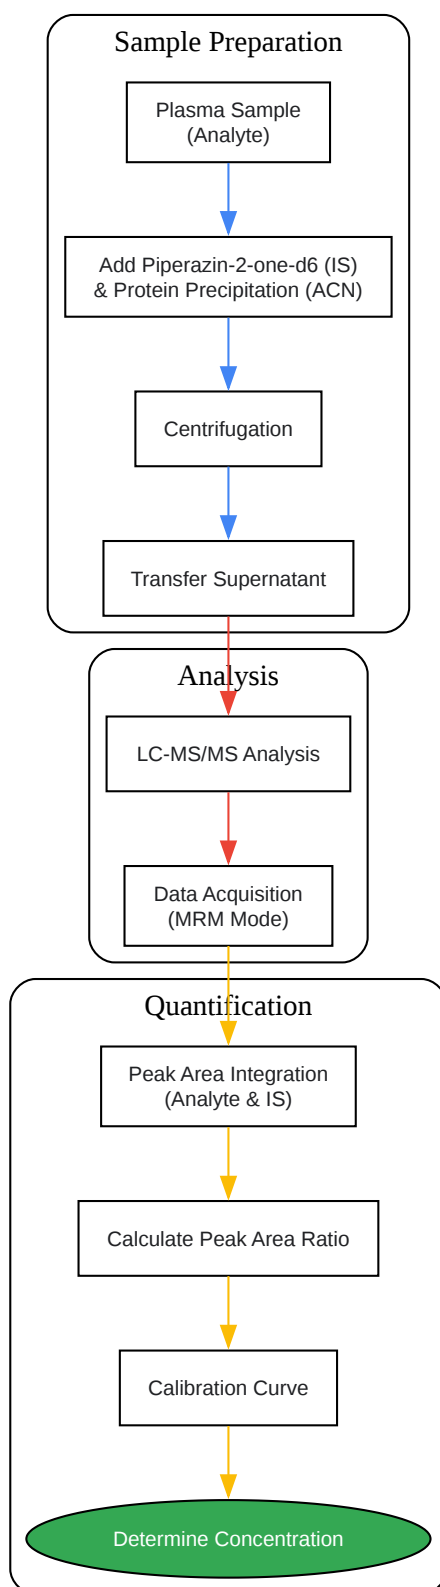 Sample Preparation
Plasma Sample
(Analyte)
Add Piperazin-2-one-d6 (IS)
& Protein Precipitation (ACN)
Centrifugation
Transfer Supernatant
Analysis
LC-MS/MS Analysis
Data Acquisition
(MRM Mode)
Quantification
Peak Area Integration
(Analyte & IS)
Calculate Peak Area Ratio
Calibration Curve
Determine Concentration